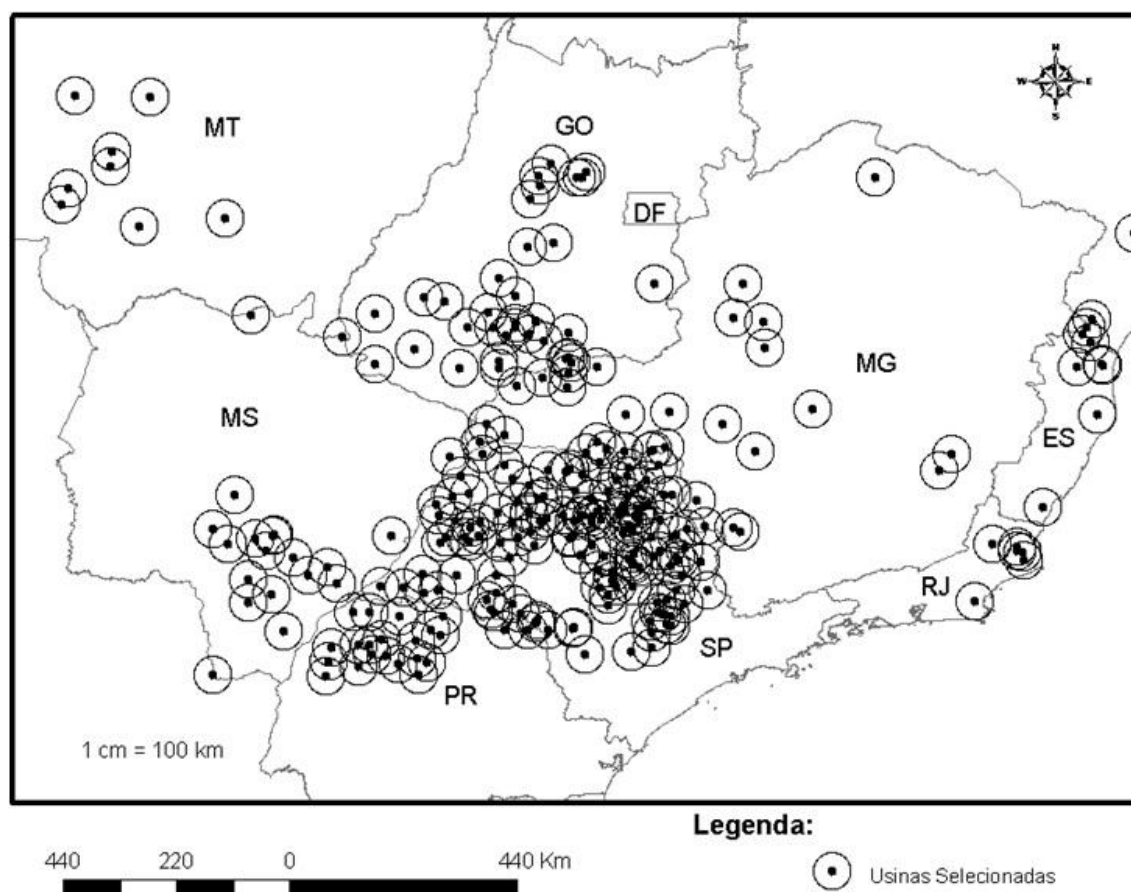 N
W E
S
MT
GO
DF
MS
MG
ES
RJ
SP
PR
1 cm = 100 km
Legenda:
440 220 0 440 Km
Usinas Selecionadas